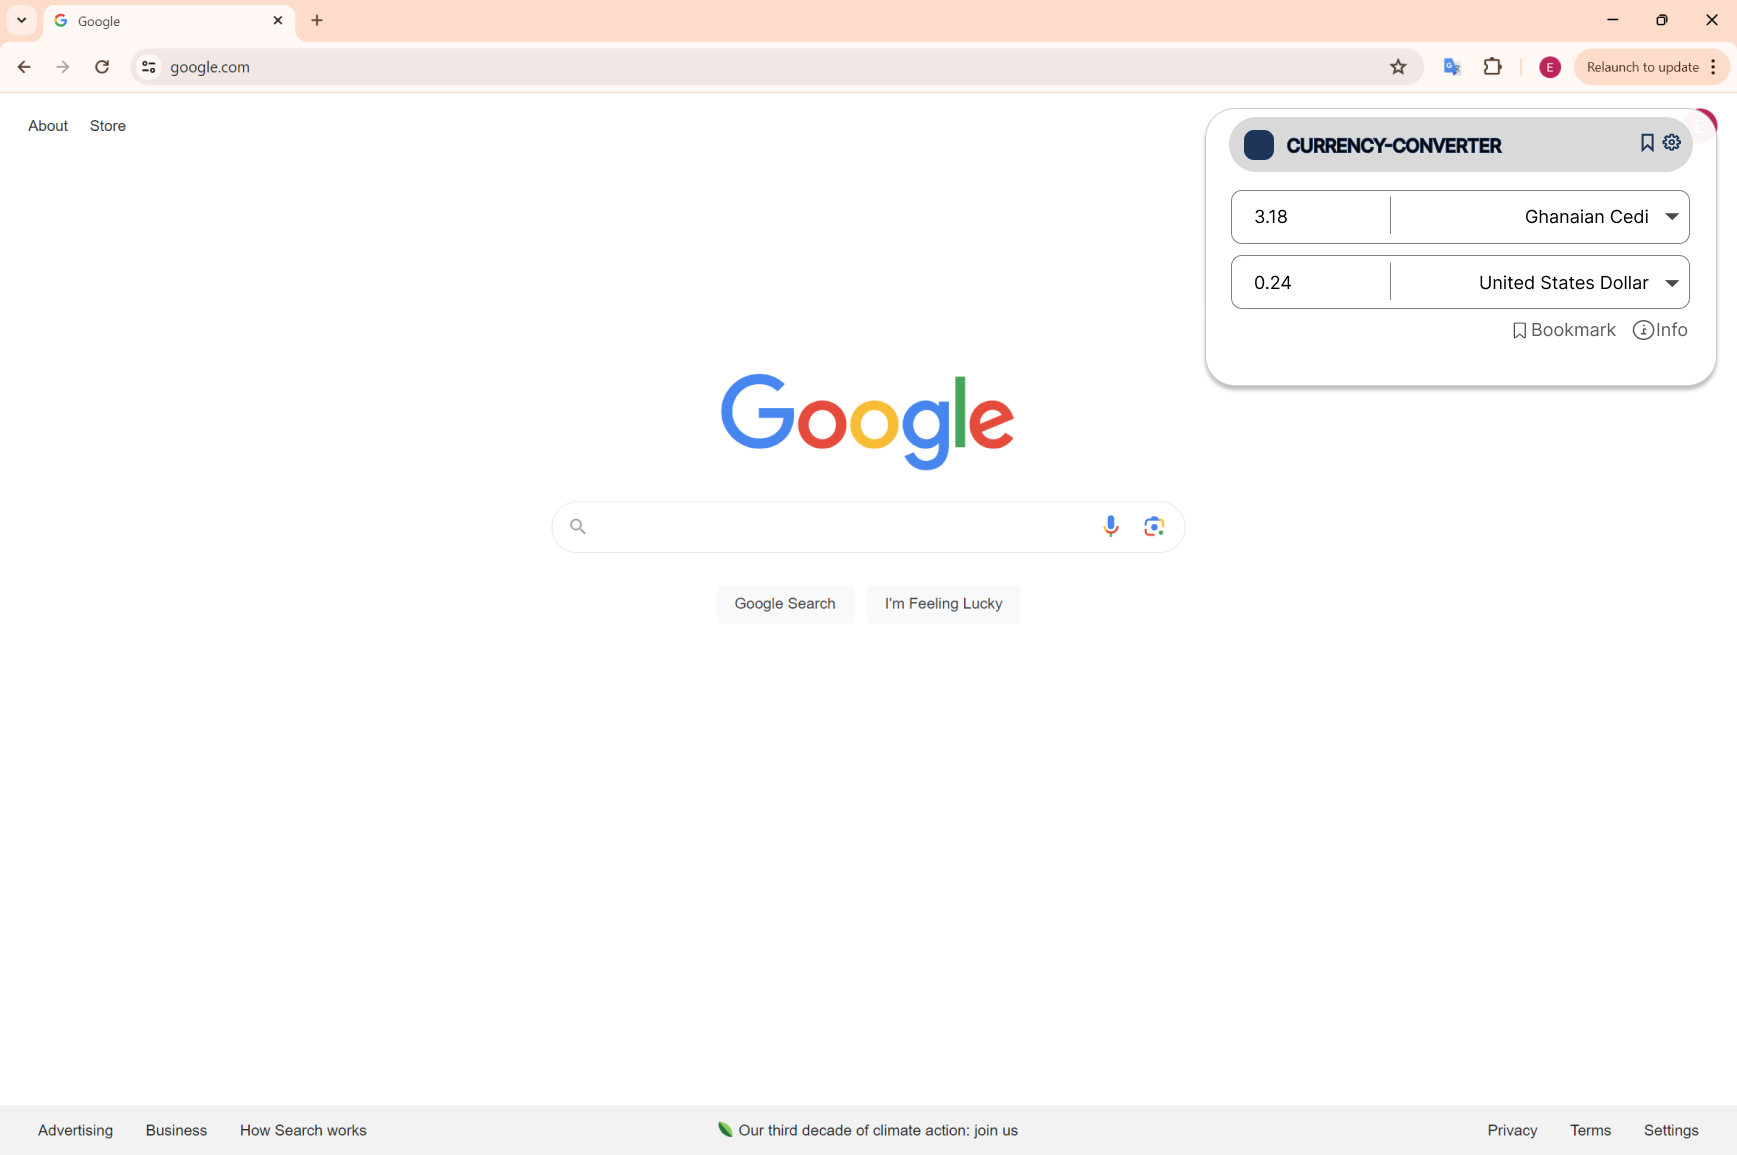 Google
google.com
E
Relaunch to update
About
Store
CURRENCY-CONVERTER
3.18
Ghanaian Cedi
0.24
United States Dollar
Bookmark
Info
Google
Google Search
I'm Feeling Lucky
Advertising
Business
How Search works
Our third decade of climate action: join us
Privacy
Terms
Settings